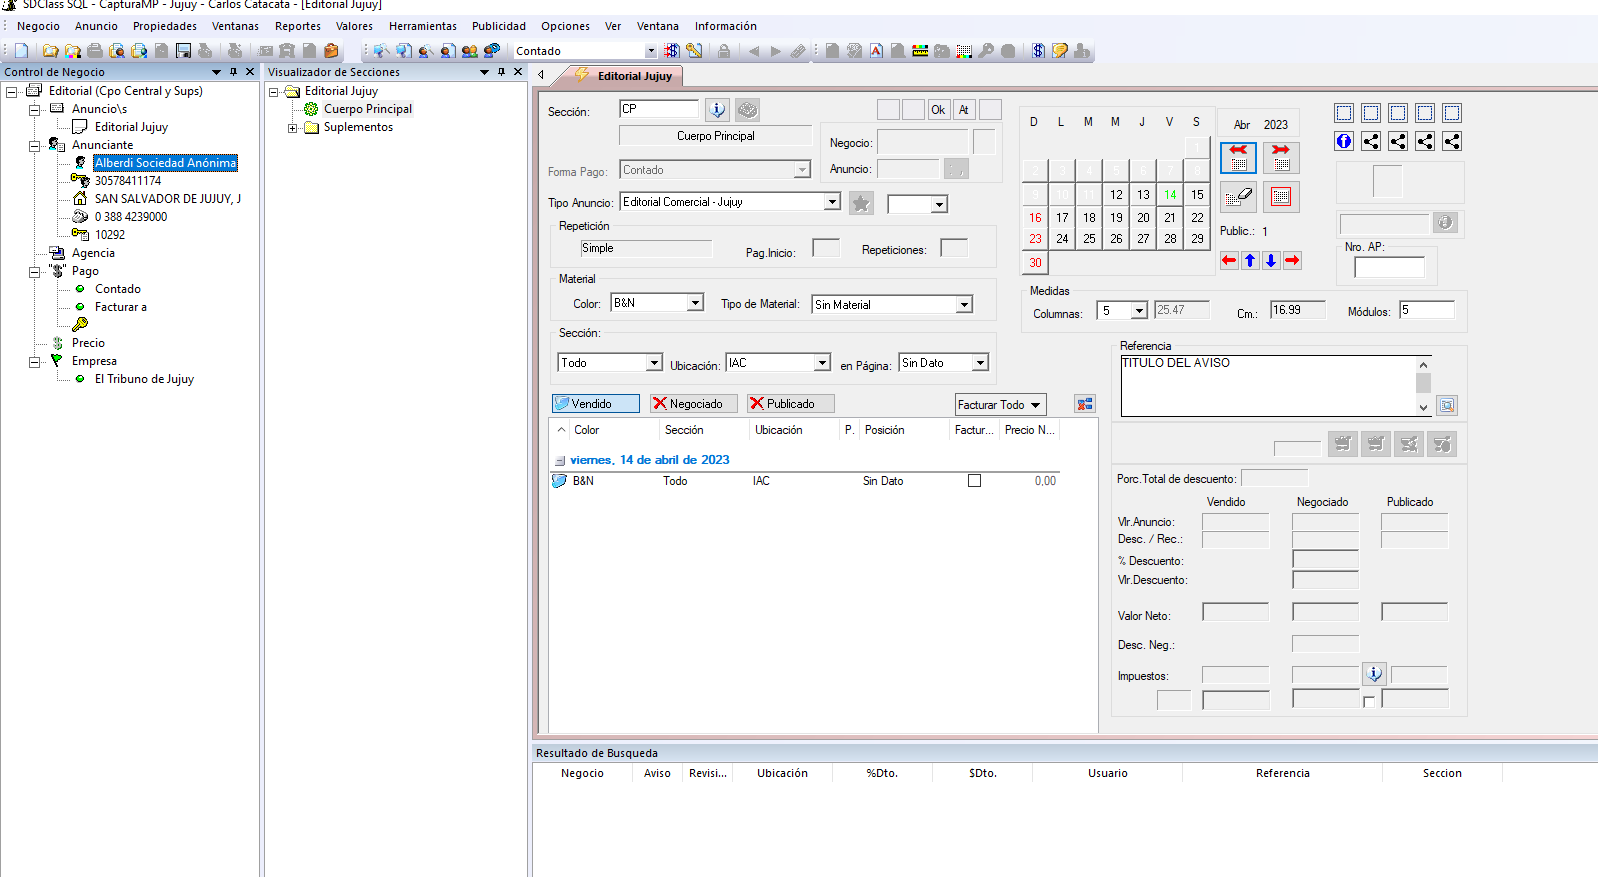 SDClass SQL - CapturaMP - Jujuy - Carlos Catacata - [Editorial Jujuy]
Negocio Anuncio Propiedades Ventanas Reportes Valores Herramientas Publicidad Opciones Ver Ventana Información
Contado
Control de Negocio
Editorial (Cpo Central y Sups)
Anuncio\s
Editorial Jujuy
Anunciante
Alberdi Sociedad Anónima
30578411174
SAN SALVADOR DE JUJUY, J
0 388 4239000
10292
Agencia
Pago
Contado
Facturar a
Precio
Empresa
El Tribuno de Jujuy
Visualizador de Secciones
Editorial Jujuy
Cuerpo Principal
Suplementos
Editorial Jujuy
Sección: CP
Ok At
Cuerpo Principal
Negocio:
Forma Pago: Contado
Anuncio:
Tipo Anuncio: Editorial Comercial - Jujuy
Repetición
Simple Pag.Inicio: Repeticiones:
Material
Color: B&N Tipo de Material: Sin Material
Sección:
Todo Ubicación: IAC en Página: Sin Dato
D L M M J V S
1
2 3 4 5 6 7 8
9 10 11 12 13 14 15
16 17 18 19 20 21 22
23 24 25 26 27 28 29
30
Abr 2023
Public.: 1
Nro. AP:
Medidas
Columnas: 5 25.47 Cm.: 16.99 Módulos: 5
Referencia
TITULO DEL AVISO
Vendido Negociado Publicado Facturar Todo
Color Sección Ubicación P. Posición Factur... Precio N...
viernes, 14 de abril de 2023
B&N Todo IAC Sin Dato 0,00
Porc.Total de descuento:
Vendido Negociado Publicado
Vlr.Anuncio:
Desc. / Rec.:
% Descuento:
Vlr.Descuento:
Valor Neto:
Desc. Neg.:
Impuestos:
Resultado de Busqueda
Negocio Aviso Revisi... Ubicación %Dto. $Dto. Usuario Referencia Seccion